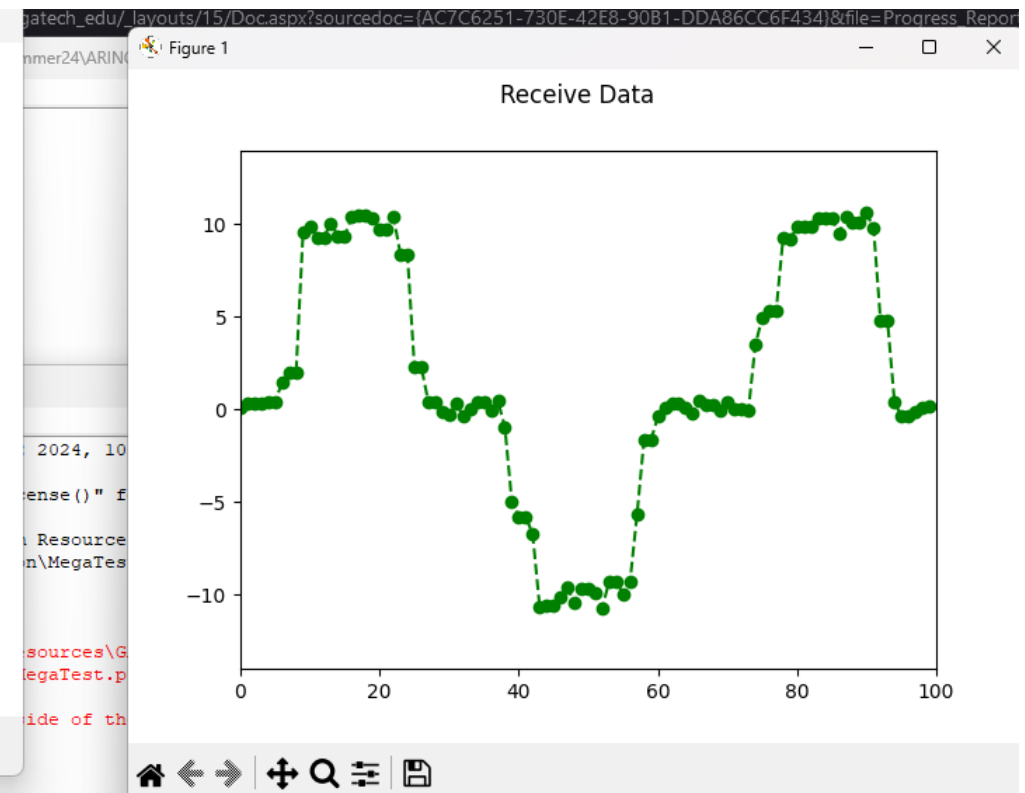 gatech_edu/_layouts/15/Doc.aspx?sourcedoc={AC7C6251-730E-42E8-90B1-DDA86CC6F434}&file=Progress_Report
mmer24\ARINC
Figure 1
Receive Data
10
5
0
−5
−10
0 20 40 60 80 100
2024, 10
ense()" f
Resource
on\MegaTes
sources\G
MegaTest.p
ide of th